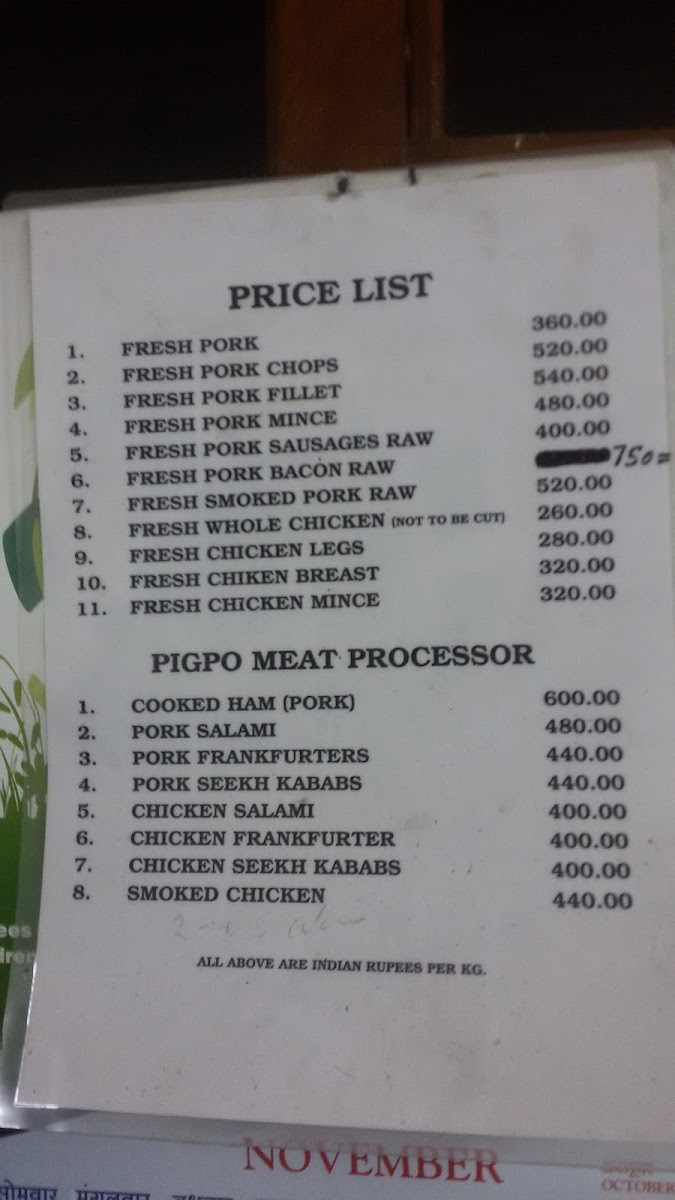 PRICE LIST
1. FRESH PORK 360.00
2. FRESH PORK CHOPS 520.00
3. FRESH PORK FILLET 540.00
4. FRESH PORK MINCE 480.00
5. FRESH PORK SAUSAGES RAW 400.00
6. FRESH PORK BACON RAW 750=
7. FRESH SMOKED PORK RAW 520.00
8. FRESH WHOLE CHICKEN (NOT TO BE CUT) 260.00
9. FRESH CHICKEN LEGS 280.00
10. FRESH CHIKEN BREAST 320.00
11. FRESH CHICKEN MINCE 320.00
PIGPO MEAT PROCESSOR
1. COOKED HAM (PORK) 600.00
2. PORK SALAMI 480.00
3. PORK FRANKFURTERS 440.00
4. PORK SEEKH KABABS 440.00
5. CHICKEN SALAMI 400.00
6. CHICKEN FRANKFURTER 400.00
7. CHICKEN SEEKH KABABS 400.00
8. SMOKED CHICKEN 440.00
ALL ABOVE ARE INDIAN RUPEES PER KG.
NOVEMBER
OCTOBER
सोमवार मंगलवार